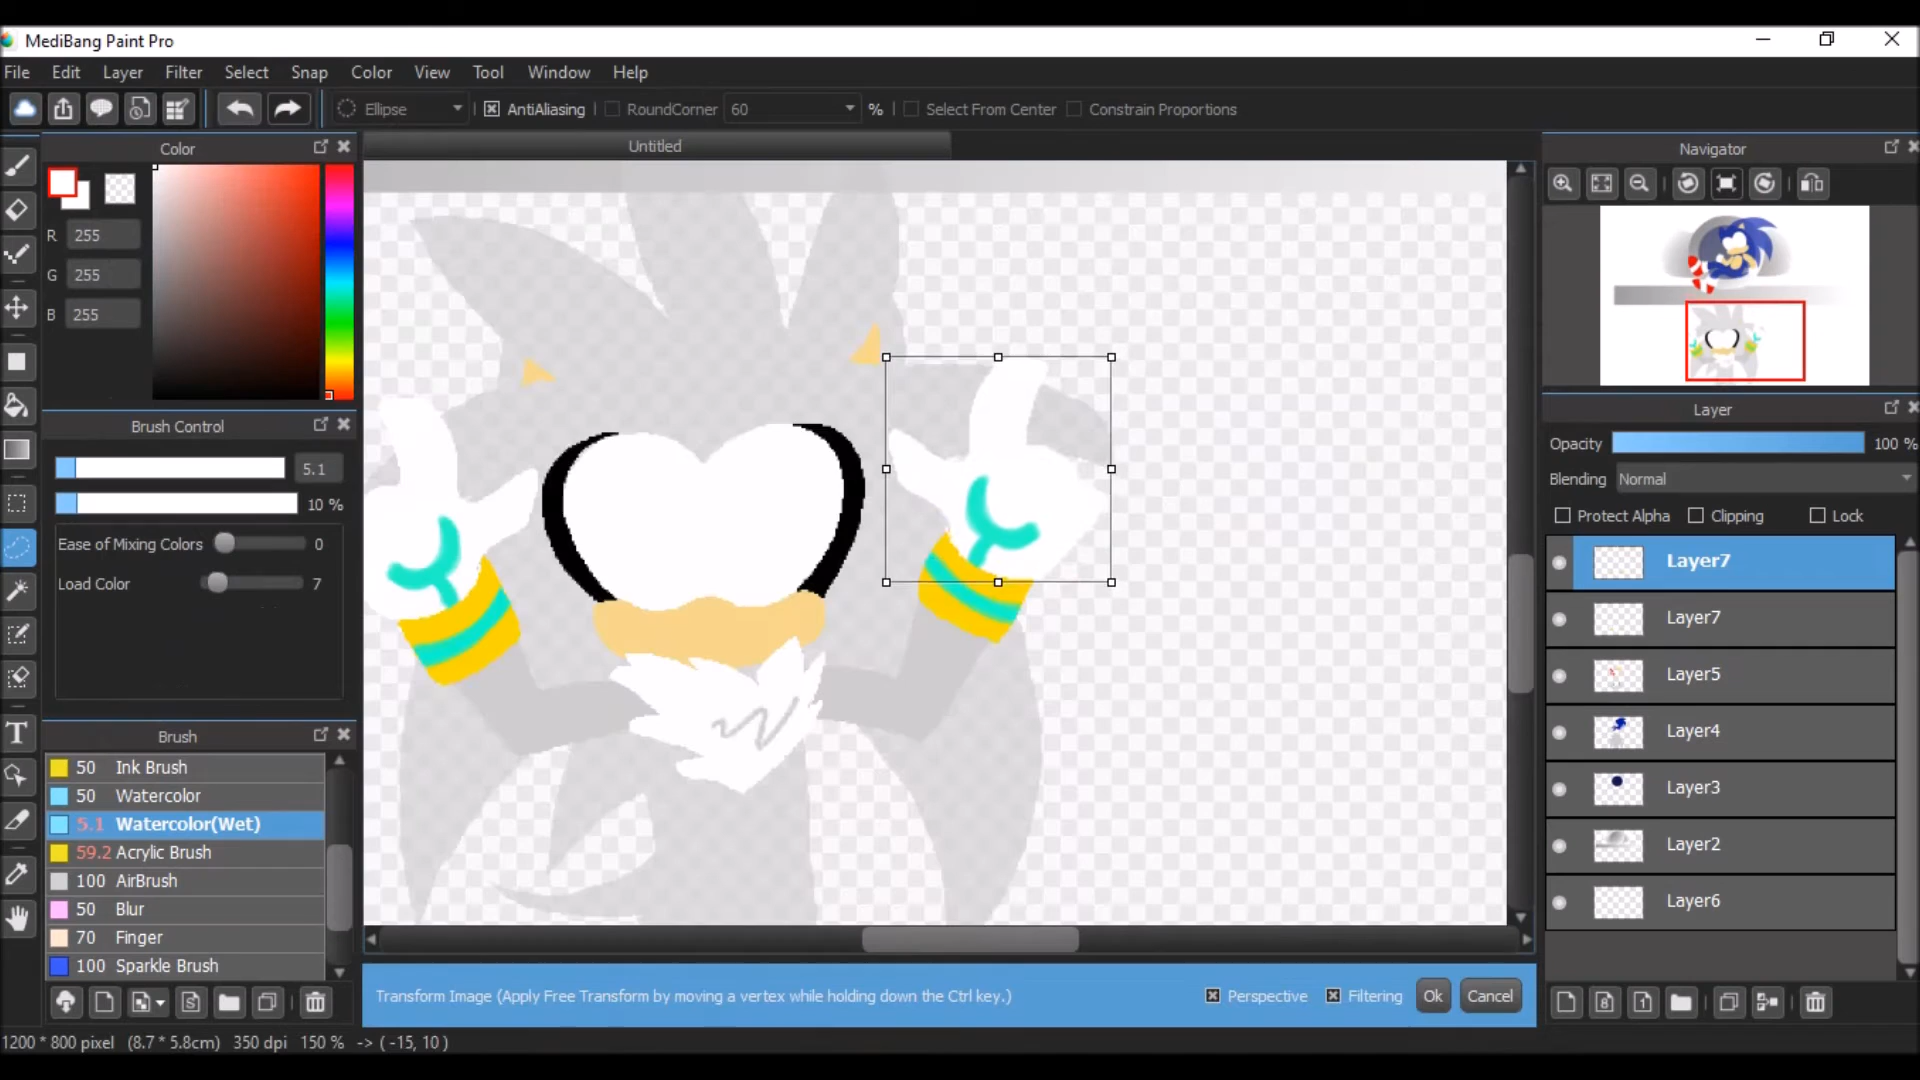 MediBang Paint Pro
File Edit Layer Filter Select Snap Color View Tool Window Help
Ellipse AntiAliasing RoundCorner 60 % Select From Center Constrain Proportions
Color
Untitled
Navigator
R 255
G 255
B 255
Brush Control
5.1
10 %
Ease of Mixing Colors 0
Load Color 7
Brush
50 Ink Brush
50 Watercolor
5.1 Watercolor(Wet)
59.2 Acrylic Brush
100 AirBrush
50 Blur
70 Finger
100 Sparkle Brush
Layer
Opacity 100 %
Blending Normal
Protect Alpha Clipping Lock
Layer7
Layer7
Layer5
Layer4
Layer3
Layer2
Layer6
Transform Image (Apply Free Transform by moving a vertex while holding down the Ctrl key.) Perspective Filtering Ok Cancel
1200 * 800 pixel (8.7 * 5.8cm) 350 dpi 150 % -> ( -15, 10 )